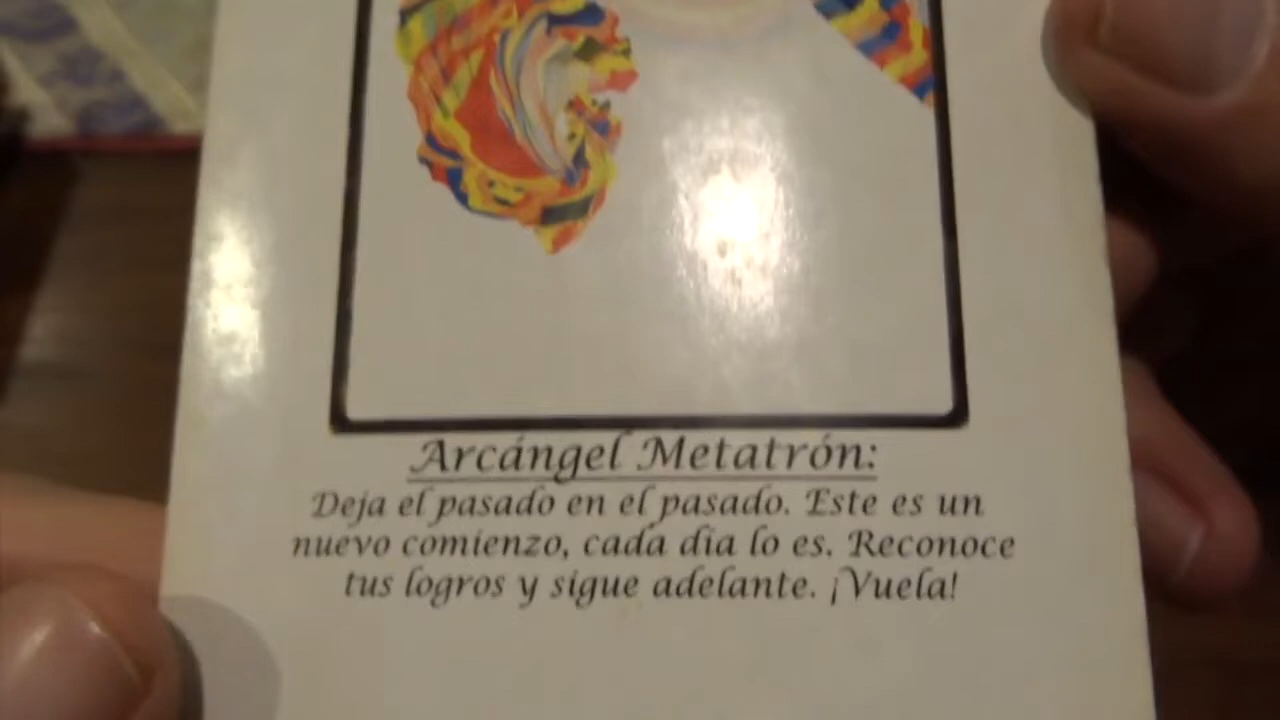 Arcángel Metatrón:
Deja el pasado en el pasado. Este es un
nuevo comienzo, cada día lo es. Reconoce
tus logros y sigue adelante. ¡Vuela!